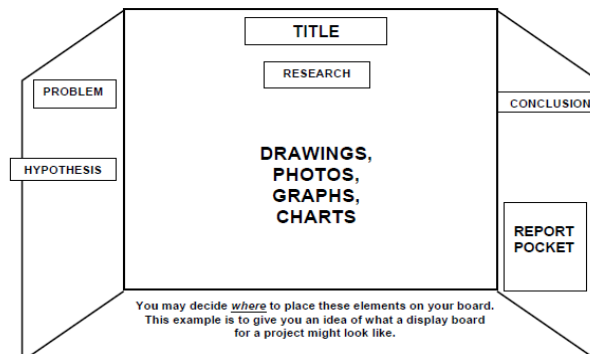 TITLE
RESEARCH
PROBLEM
HYPOTHESIS
DRAWINGS,
PHOTOS,
GRAPHS,
CHARTS
CONCLUSION
REPORT
POCKET
You may decide where to place these elements on your board.
This example is to give you an idea of what a display board
for a project might look like.